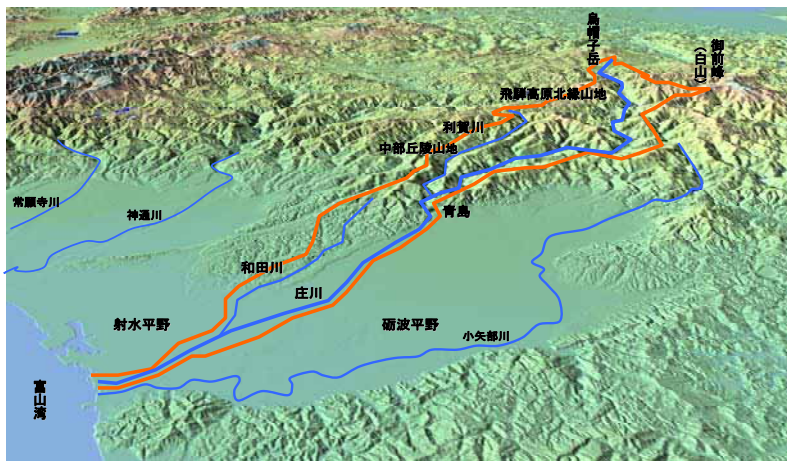 烏帽子岳
御前峰
(白山)
飛騨高原北縁山地
利賀川
中部丘陵山地
常願寺川
神通川
青島
和田川
庄川
射水平野
砺波平野
小矢部川
富山湾